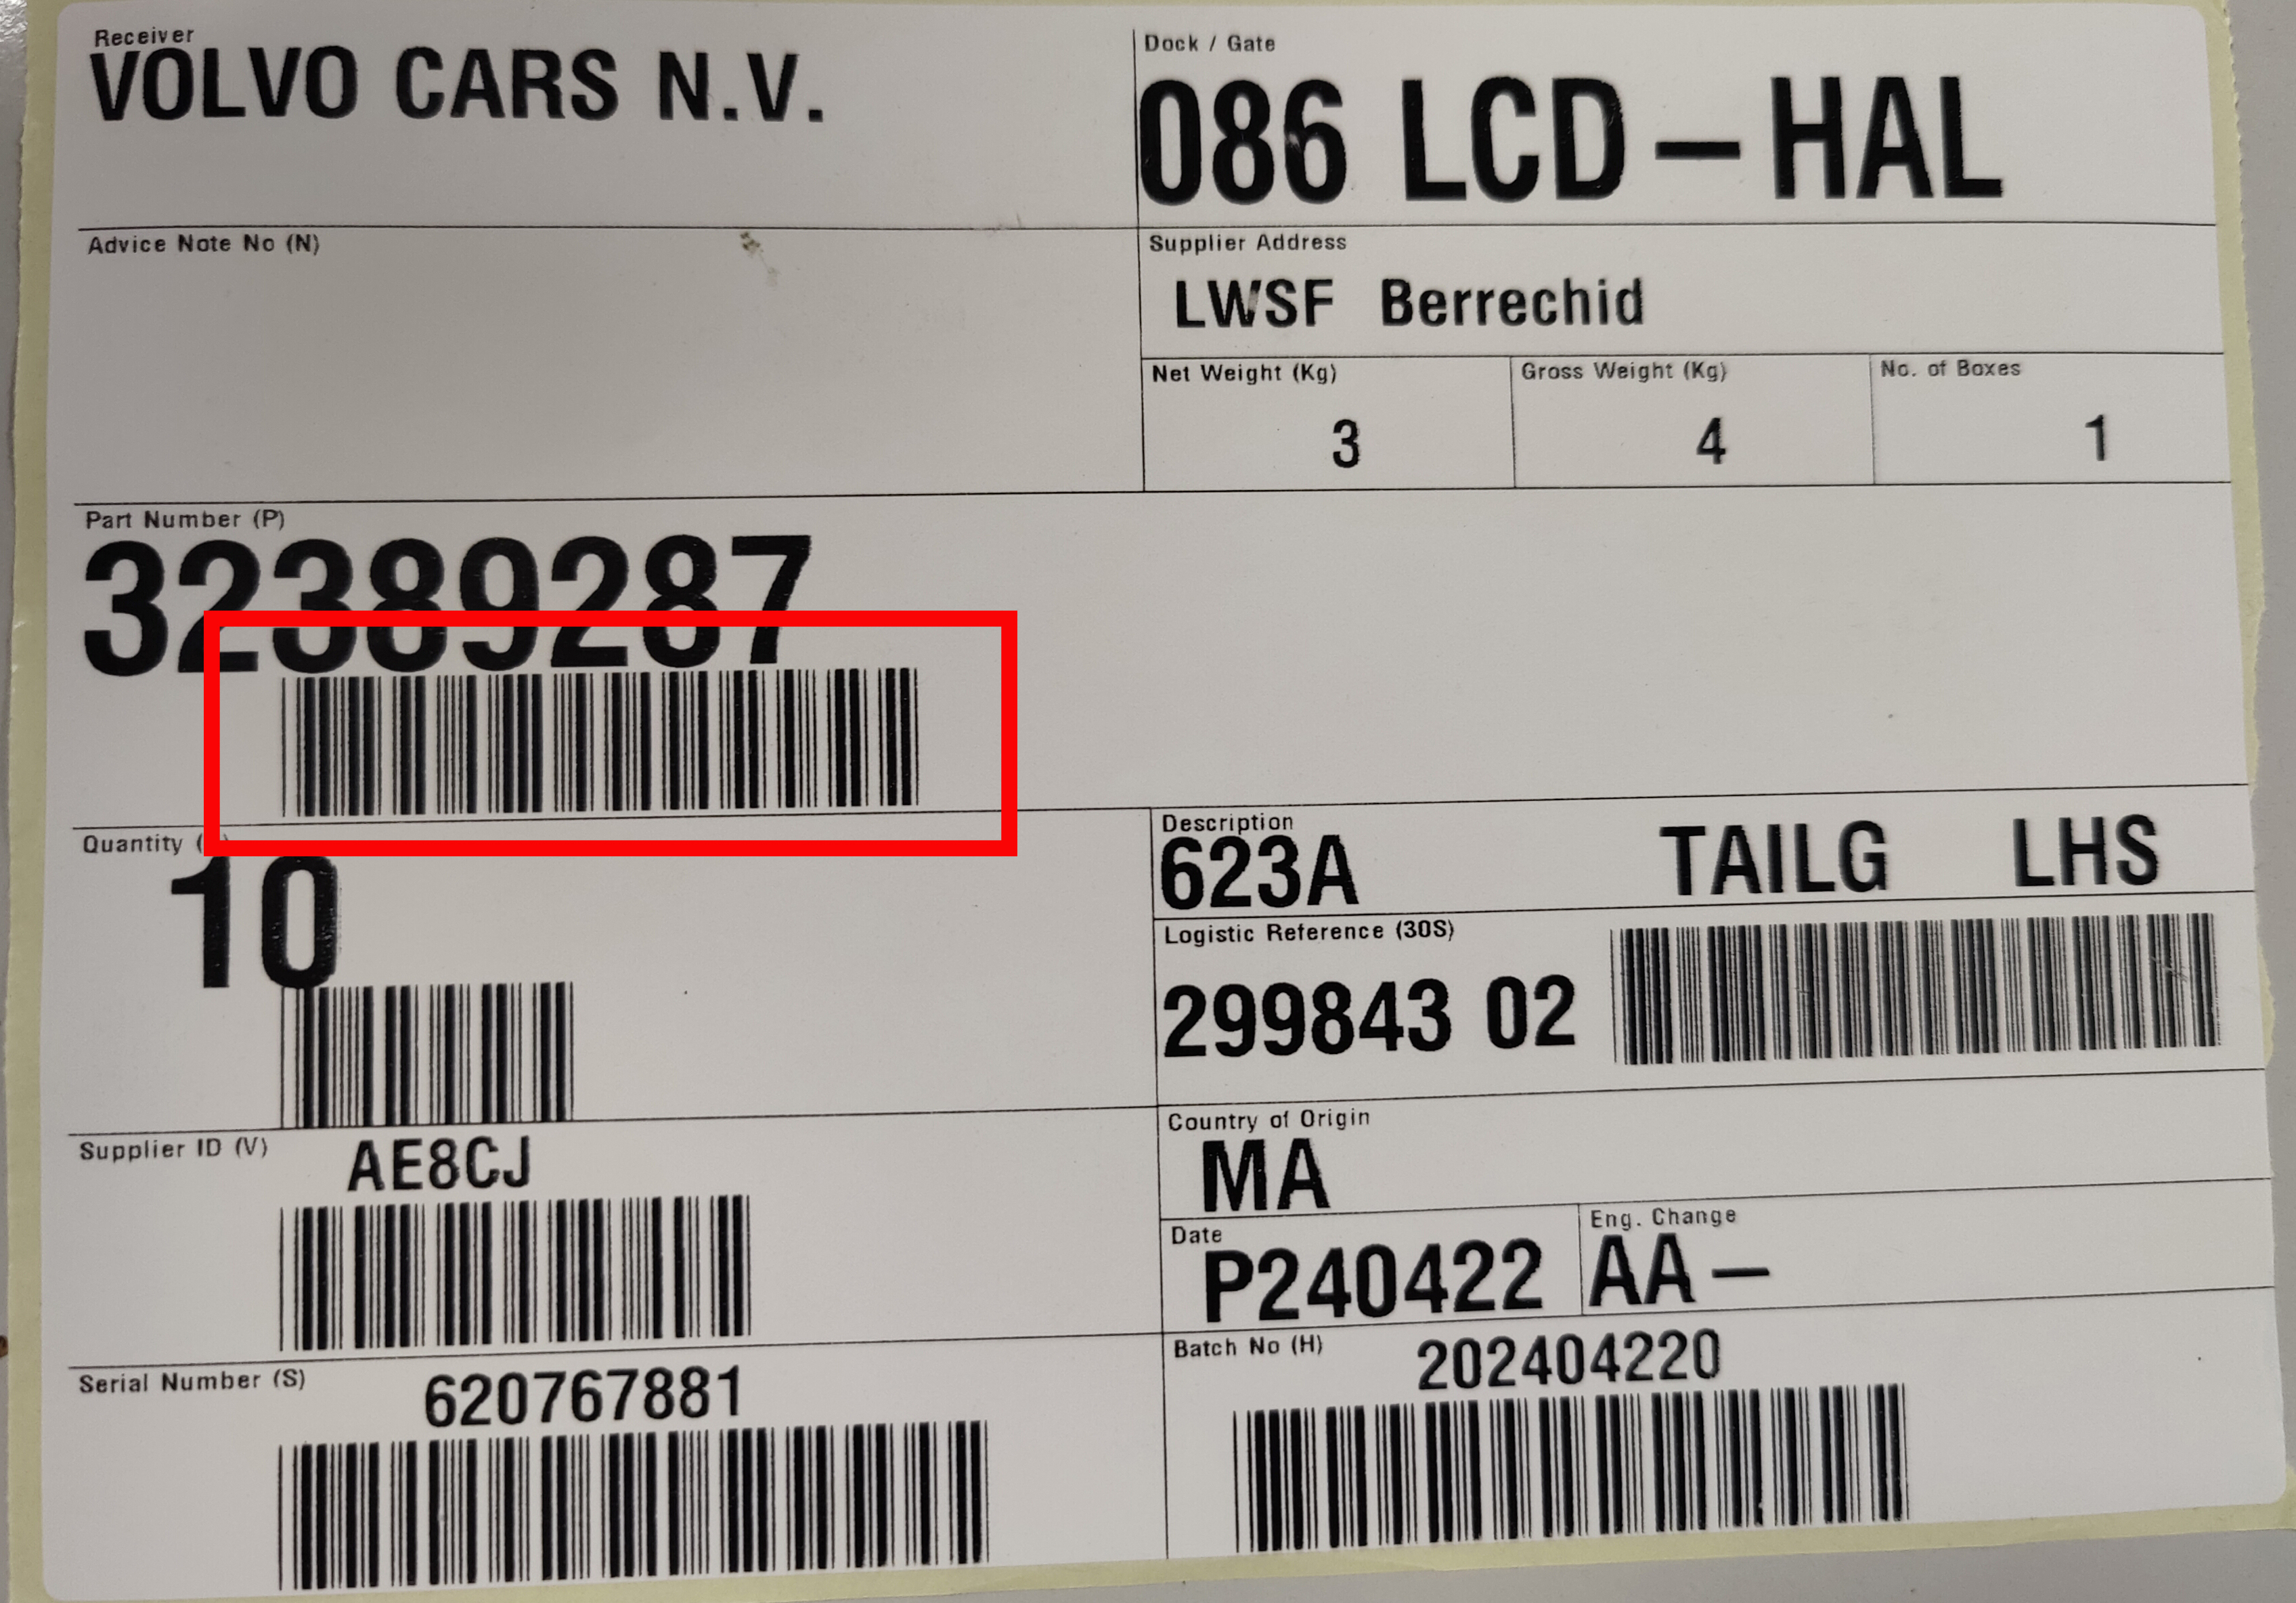 Receiver
VOLVO CARS N.V.
Dock / Gate
086 LCD – HAL
Advice Note No (N)
Supplier Address
LWSF Berrechid
Net Weight (Kg)
3
Gross Weight (Kg)
4
No. of Boxes
1
Part Number (P)
32389287
Quantity (
10
Description
623A TAILG LHS
Logistic Reference (30S)
299843 02
Supplier ID (V)
AE8CJ
Country of Origin
MA
Date
P240422
Eng. Change
AA –
Serial Number (S)
620767881
Batch No (H)
202404220